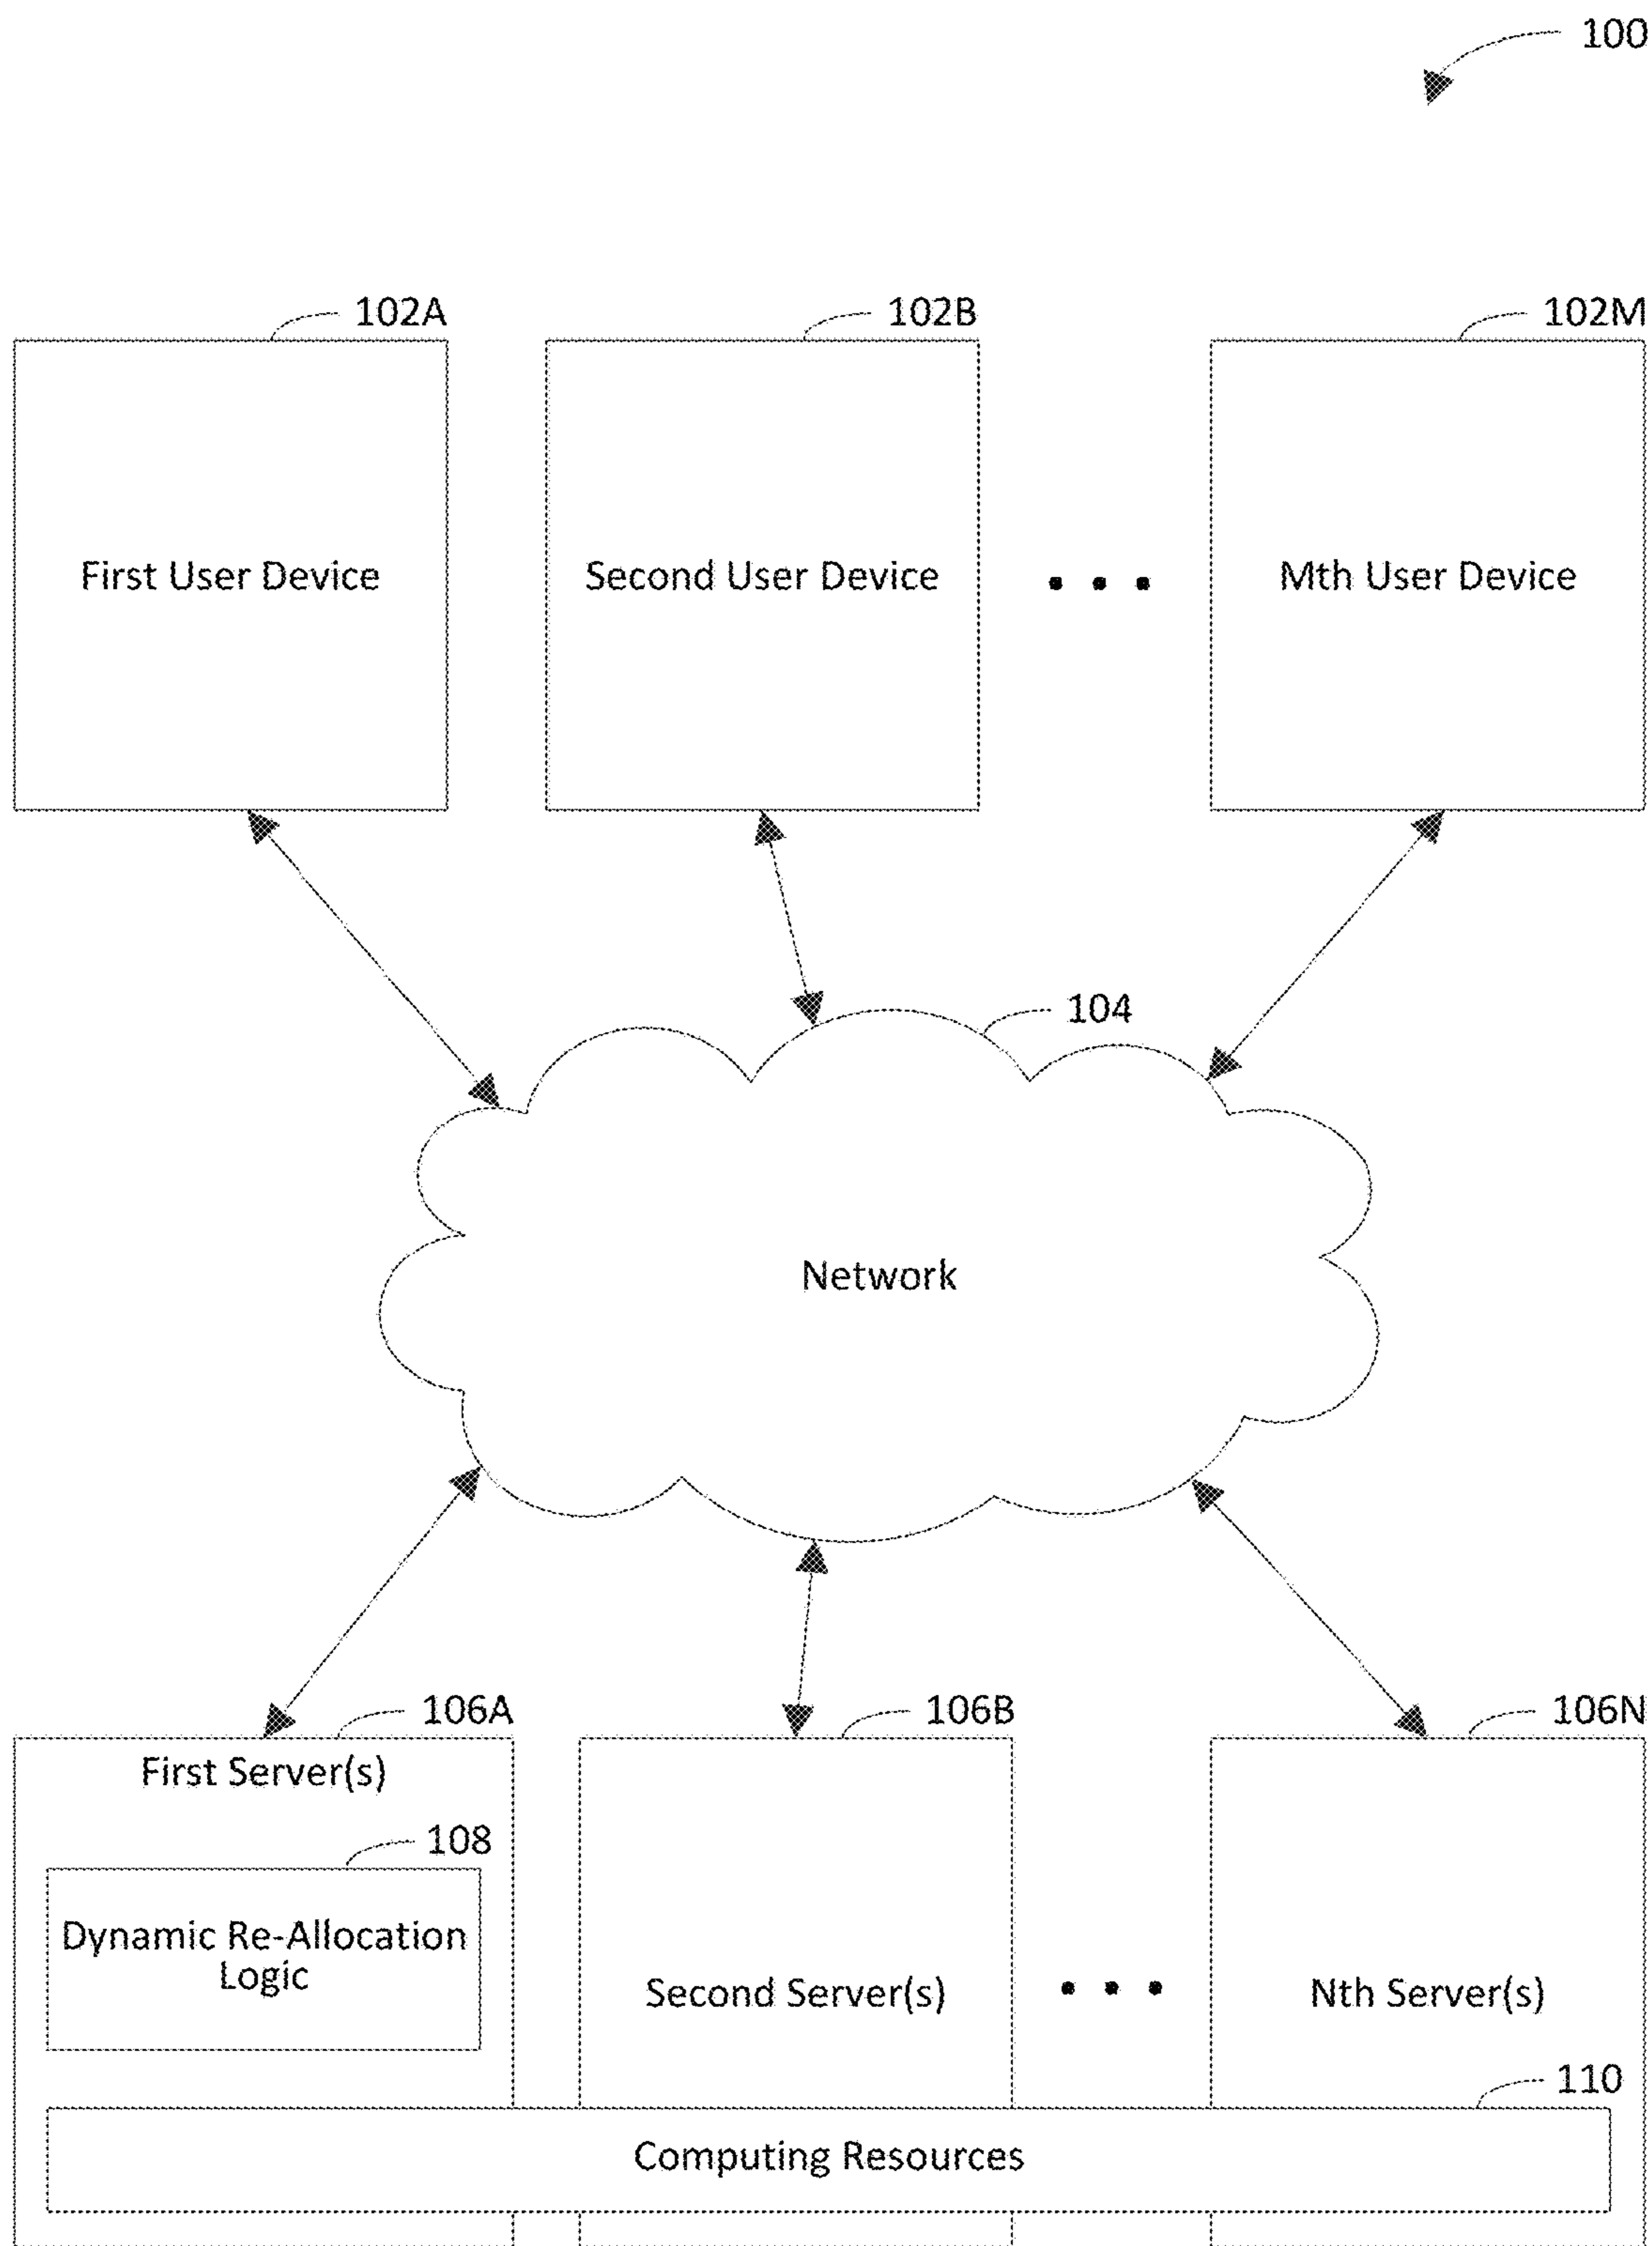 100
102A
102B
102M
First User Device
Second User Device
Mth User Device
104
Network
106A
106B
106N
First Server(s)
108
Dynamic Re-Allocation
Logic
Second Server(s)
Nth Server(s)
110
Computing Resources